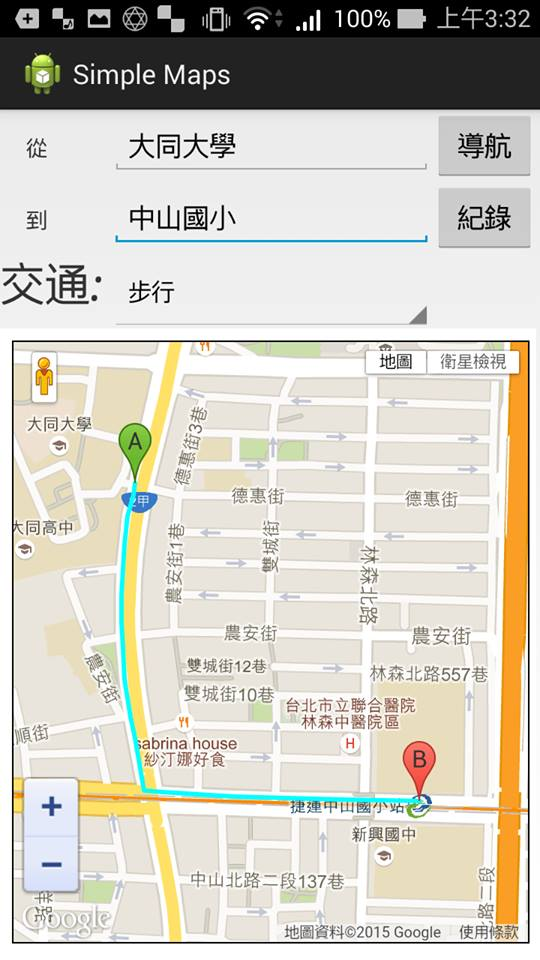 100% 上午3:32
Simple Maps
從 大同大學 導航
到 中山國小 紀錄
交通: 步行
地圖 衛星檢視
大同大學
A
德惠街3巷
2甲
德惠街 德惠街
大同高中
農安街1巷
雙城街
林森北路
農安街 農安街
農安街
雙城街12巷
林森北路557巷
雙城街10巷
台北市立聯合醫院
林森中醫院區
順街
sabrina house
紗汀娜好食
H
B
+
捷運中山國小站
新興國中
−
中山北路二段137巷
北路二段
Google
地圖資料©2015 Google 使用條款